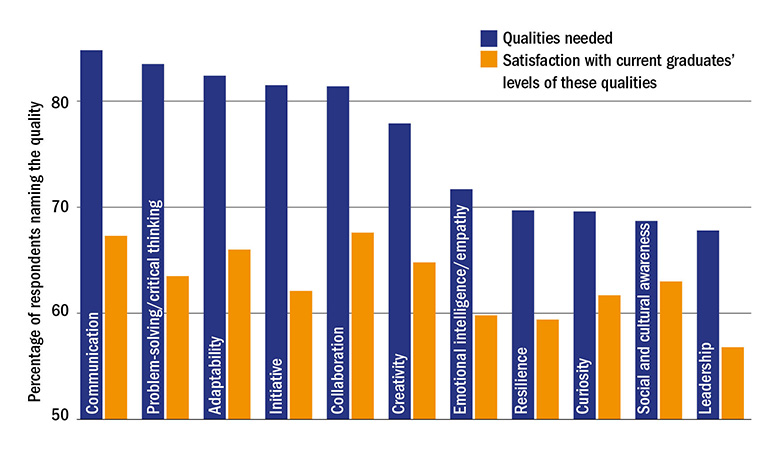 Qualities needed
Satisfaction with current graduates’
levels of these qualities
Percentage of respondents naming the quality
80
70
60
50
Communication
Problem-solving/critical thinking
Adaptability
Initiative
Collaboration
Creativity
Emotional intelligence/empathy
Resilience
Curiosity
Social and cultural awareness
Leadership